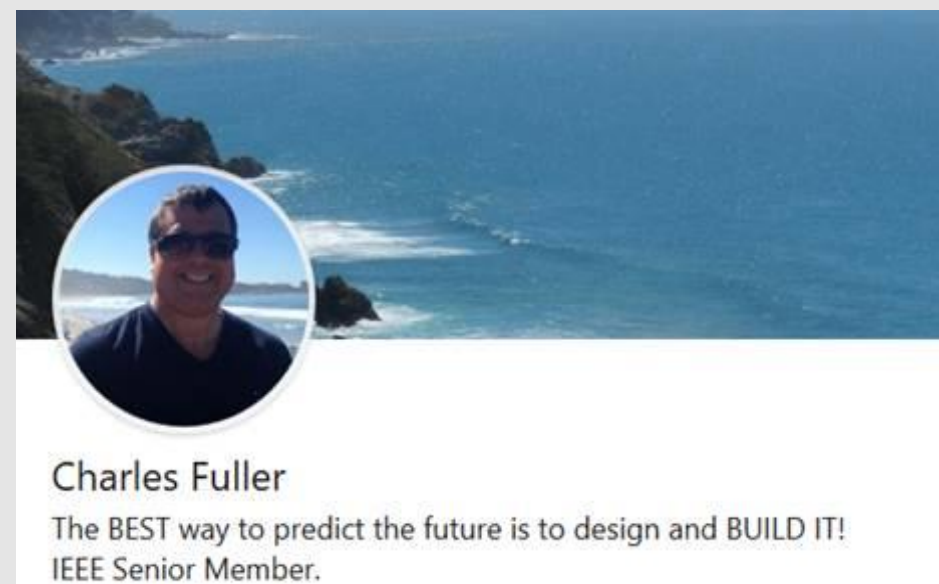 Charles Fuller
The BEST way to predict the future is to design and BUILD IT!
IEEE Senior Member.